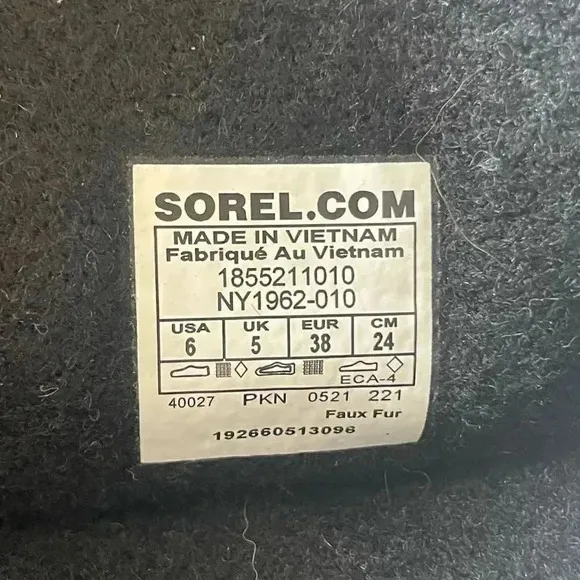 SOREL.COM
MADE IN VIETNAM
Fabriqué Au Vietnam
1855211010
NY1962-010
USA UK EUR CM
6 5 38 24
ECA-4
40027 PKN 0521 221
Faux Fur
192660513096